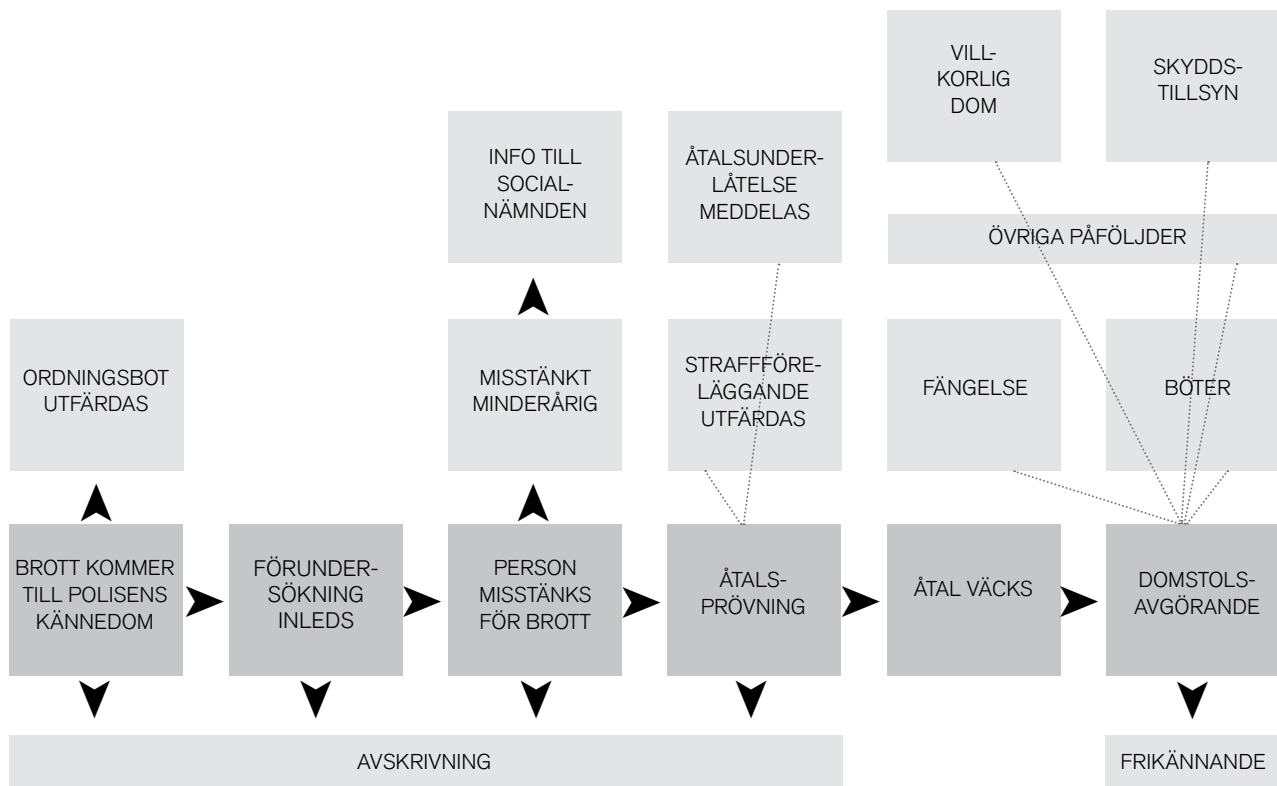 VILL-
KORLIG
DOM
SKYDDS-
TILLSYN
INFO TILL
SOCIAL-
NÄMNDEN
ÅTALSUNDER-
LÅTELSE
MEDDELAS
ÖVRIGA PÅFÖLJDER
ORDNINGSBOT
UTFÄRDAS
MISSTÄNKT
MINDERÅRIG
STRAFFFÖRE-
LÄGGANDE
UTFÄRDAS
FÄNGELSE
BÖTER
BROTT KOMMER
TILL POLISENS
KÄNNEDOM
FÖRUNDER-
SÖKNING
INLEDS
PERSON
MISSTÄNKS
FÖR BROTT
ÅTALS-
PRÖVNING
ÅTAL VÄCKS
DOMSTOLS-
AVGÖRANDE
AVSKRIVNING
FRIKÄNNANDE